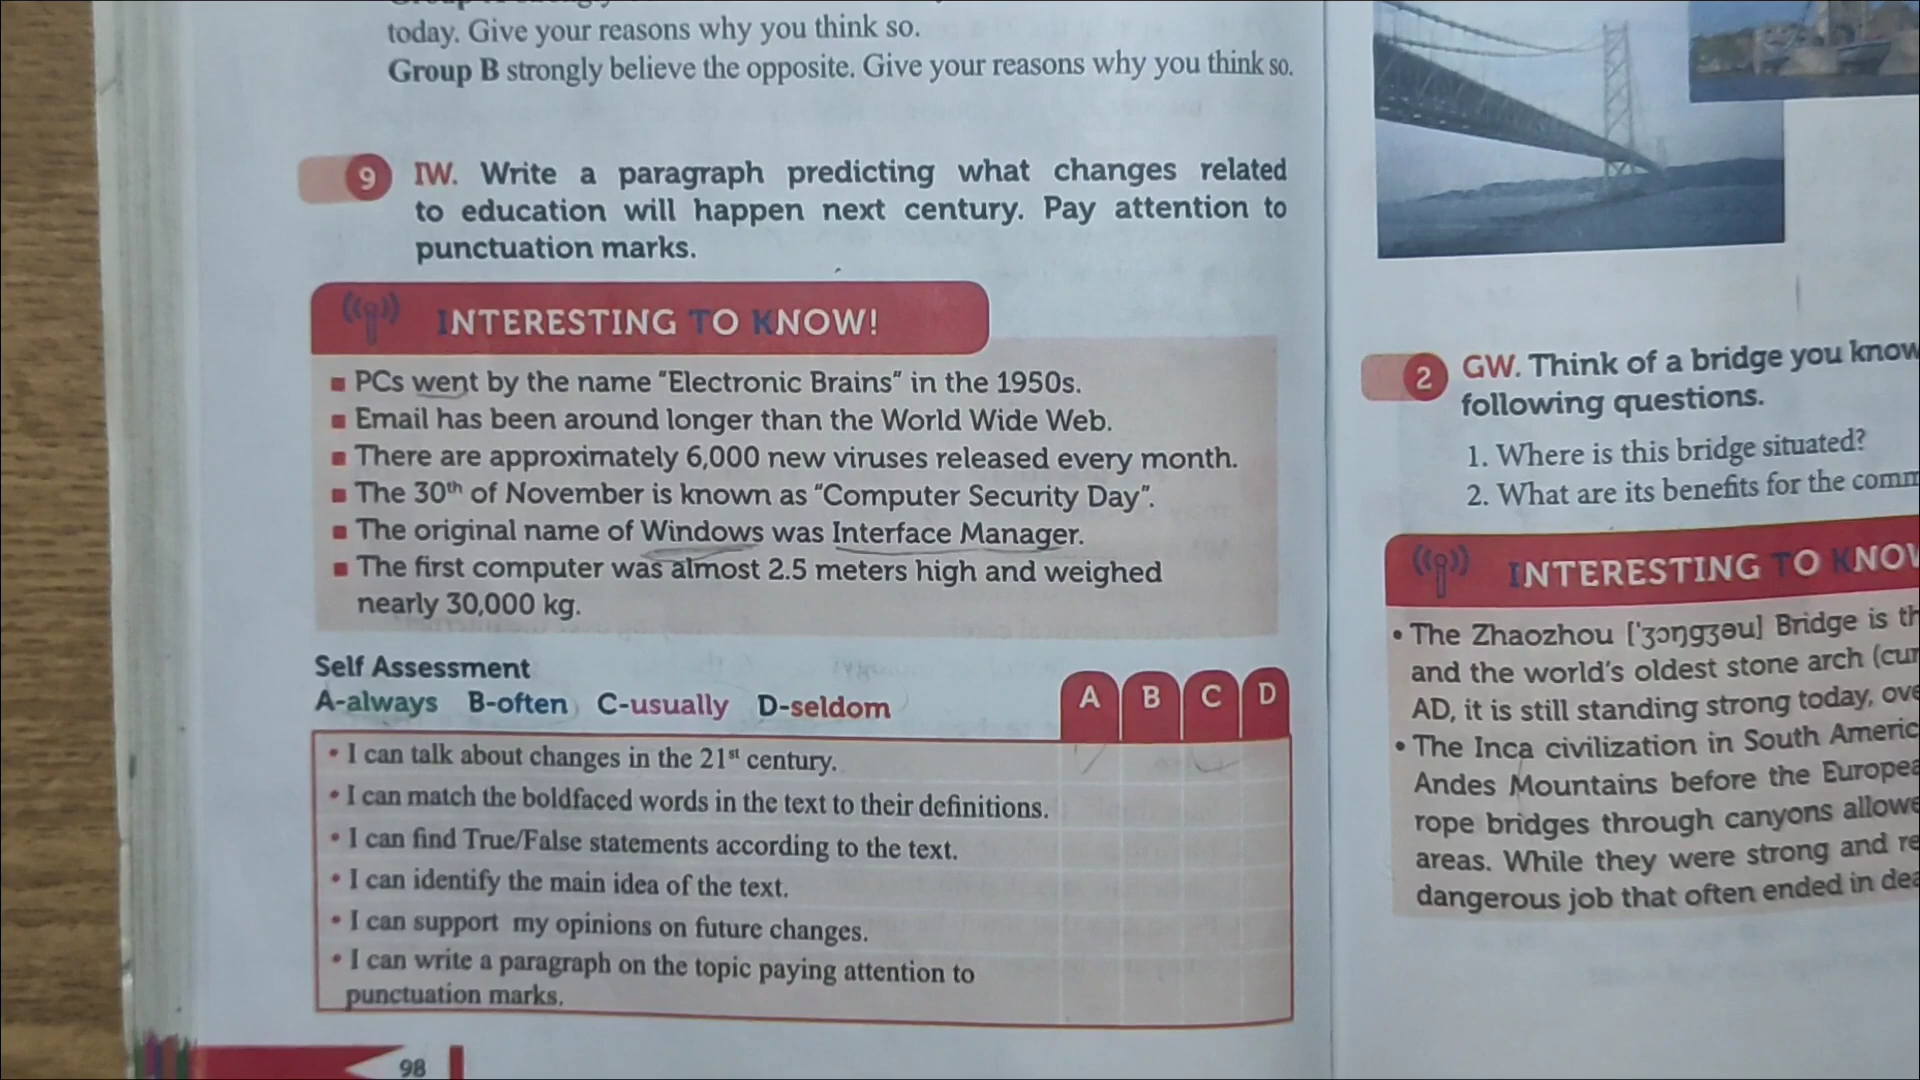 today. Give your reasons why you think so.
Group B strongly believe the opposite. Give your reasons why you think so.
9 IW. Write a paragraph predicting what changes related
to education will happen next century. Pay attention to
punctuation marks.
INTERESTING TO KNOW!
PCs went by the name “Electronic Brains” in the 1950s.
Email has been around longer than the World Wide Web.
There are approximately 6,000 new viruses released every month.
The 30th of November is known as “Computer Security Day”.
The original name of Windows was Interface Manager.
The first computer was almost 2.5 meters high and weighed
nearly 30,000 kg.
Self Assessment
A-always B-often C-usually D-seldom
A B C D
• I can talk about changes in the 21st century.
• I can match the boldfaced words in the text to their definitions.
• I can find True/False statements according to the text.
• I can identify the main idea of the text.
• I can support my opinions on future changes.
• I can write a paragraph on the topic paying attention to
punctuation marks.
98
2 GW. Think of a bridge you know
following questions.
1. Where is this bridge situated?
2. What are its benefits for the
INTERESTING TO
• The Zhaozhou ['ʒɔŋgʒəu] Bridge is
and the world's oldest stone arch
AD, it is still standing strong today,
• The Inca civilization in South
Andes Mountains before the
rope bridges through canyons
areas. While they were strong and
dangerous job that often ended in